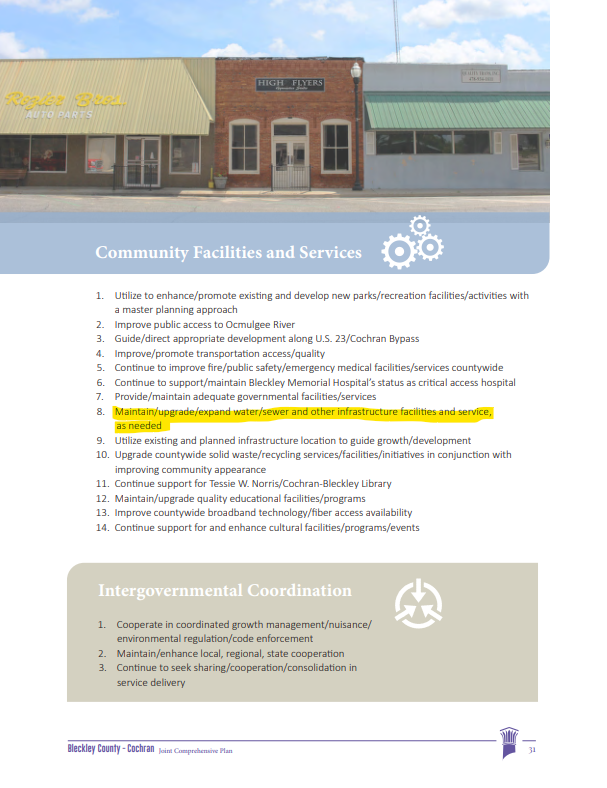 Rozier Bros.
AUTO PARTS
HIGH FLYERS
Community Facilities and Services
1. Utilize to enhance/promote existing and develop new parks/recreation facilities/activities with
a master planning approach
2. Improve public access to Ocmulgee River
3. Guide/direct appropriate development along U.S. 23/Cochran Bypass
4. Improve/promote transportation access/quality
5. Continue to improve fire/public safety/emergency medical facilities/services countywide
6. Continue to support/maintain Bleckley Memorial Hospital's status as critical access hospital
7. Provide/maintain adequate governmental facilities/services
8. Maintain/upgrade/expand water/sewer and other infrastructure facilities and service,
as needed
9. Utilize existing and planned infrastructure location to guide growth/development
10. Upgrade countywide solid waste/recycling services/facilities/initiatives in conjunction with
improving community appearance
11. Continue support for Tessie W. Norris/Cochran-Bleckley Library
12. Maintain/upgrade quality educational facilities/programs
13. Improve countywide broadband technology/fiber access availability
14. Continue support for and enhance cultural facilities/programs/events
Intergovernmental Coordination
1. Cooperate in coordinated growth management/nuisance/
environmental regulation/code enforcement
2. Maintain/enhance local, regional, state cooperation
3. Continue to seek sharing/cooperation/consolidation in
service delivery
Bleckley County - Cochran Joint Comprehensive Plan
31